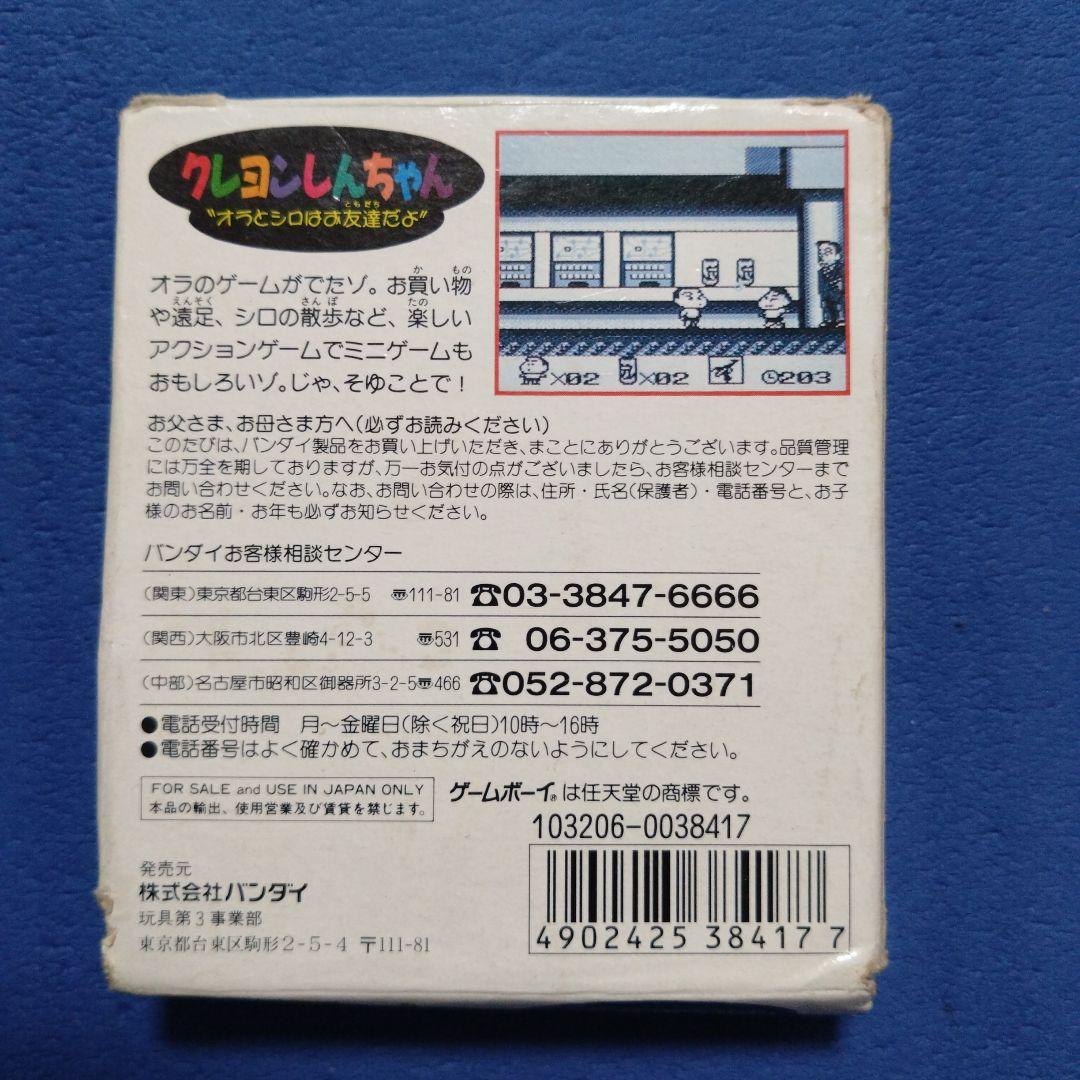 クレヨンしんちゃん
"オラとシロはお友達だよ"
ともだち
オラのゲームがでたゾ。お買い物
か もの
や遠足、シロの散歩など、楽しい
えんそく さんぽ たの
アクションゲームでミニゲームも
おもしろいゾ。じゃ、そゆことで!
×02 ×02 203
お父さま、お母さま方へ(必ずお読みください)
このたびは、バンダイ製品をお買い上げいただき、まことにありがとうございます。品質管理
には万全を期しておりますが、万一お気付の点がございましたら、お客様相談センターまで
お問い合わせください。なお、お問い合わせの際は、住所・氏名(保護者)・電話番号と、お子
様のお名前・お年も必ずお知らせください。
バンダイお客様相談センター
(関東)東京都台東区駒形2-5-5 〠111-81 ☎03-3847-6666
(関西)大阪市北区豊崎4-12-3 〠531 ☎ 06-375-5050
(中部)名古屋市昭和区御器所3-2-5〠466 ☎052-872-0371
●電話受付時間 月〜金曜日(除く祝日)10時〜16時
●電話番号はよく確かめて、おまちがえのないようにしてください。
FOR SALE and USE IN JAPAN ONLY
本品の輸出、使用営業及び賃貸を禁じます。
ゲームボーイ®は任天堂の商標です。
103206-0038417
発売元
株式会社バンダイ
玩具第3事業部
東京都台東区駒形2-5-4 〒111-81
4902425 384177